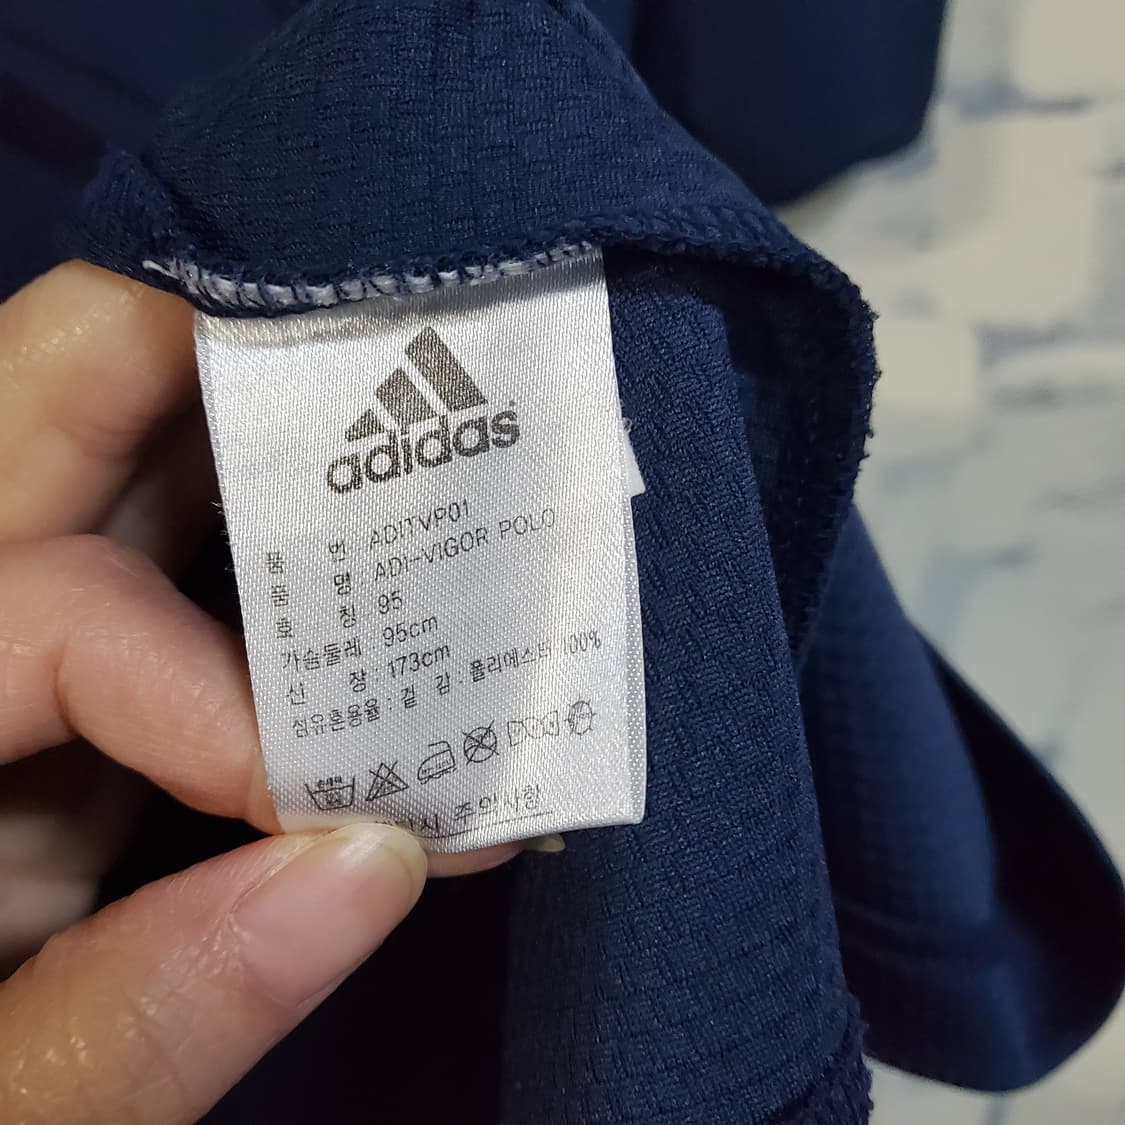 adidas
품 번 ADITVP01
품 명 ADI-VIGOR POLO
호 칭 95
가슴둘레 95cm
신 장 : 173cm
섬유혼용율 : 겉 감 : 폴리에스터 100%
주의사항